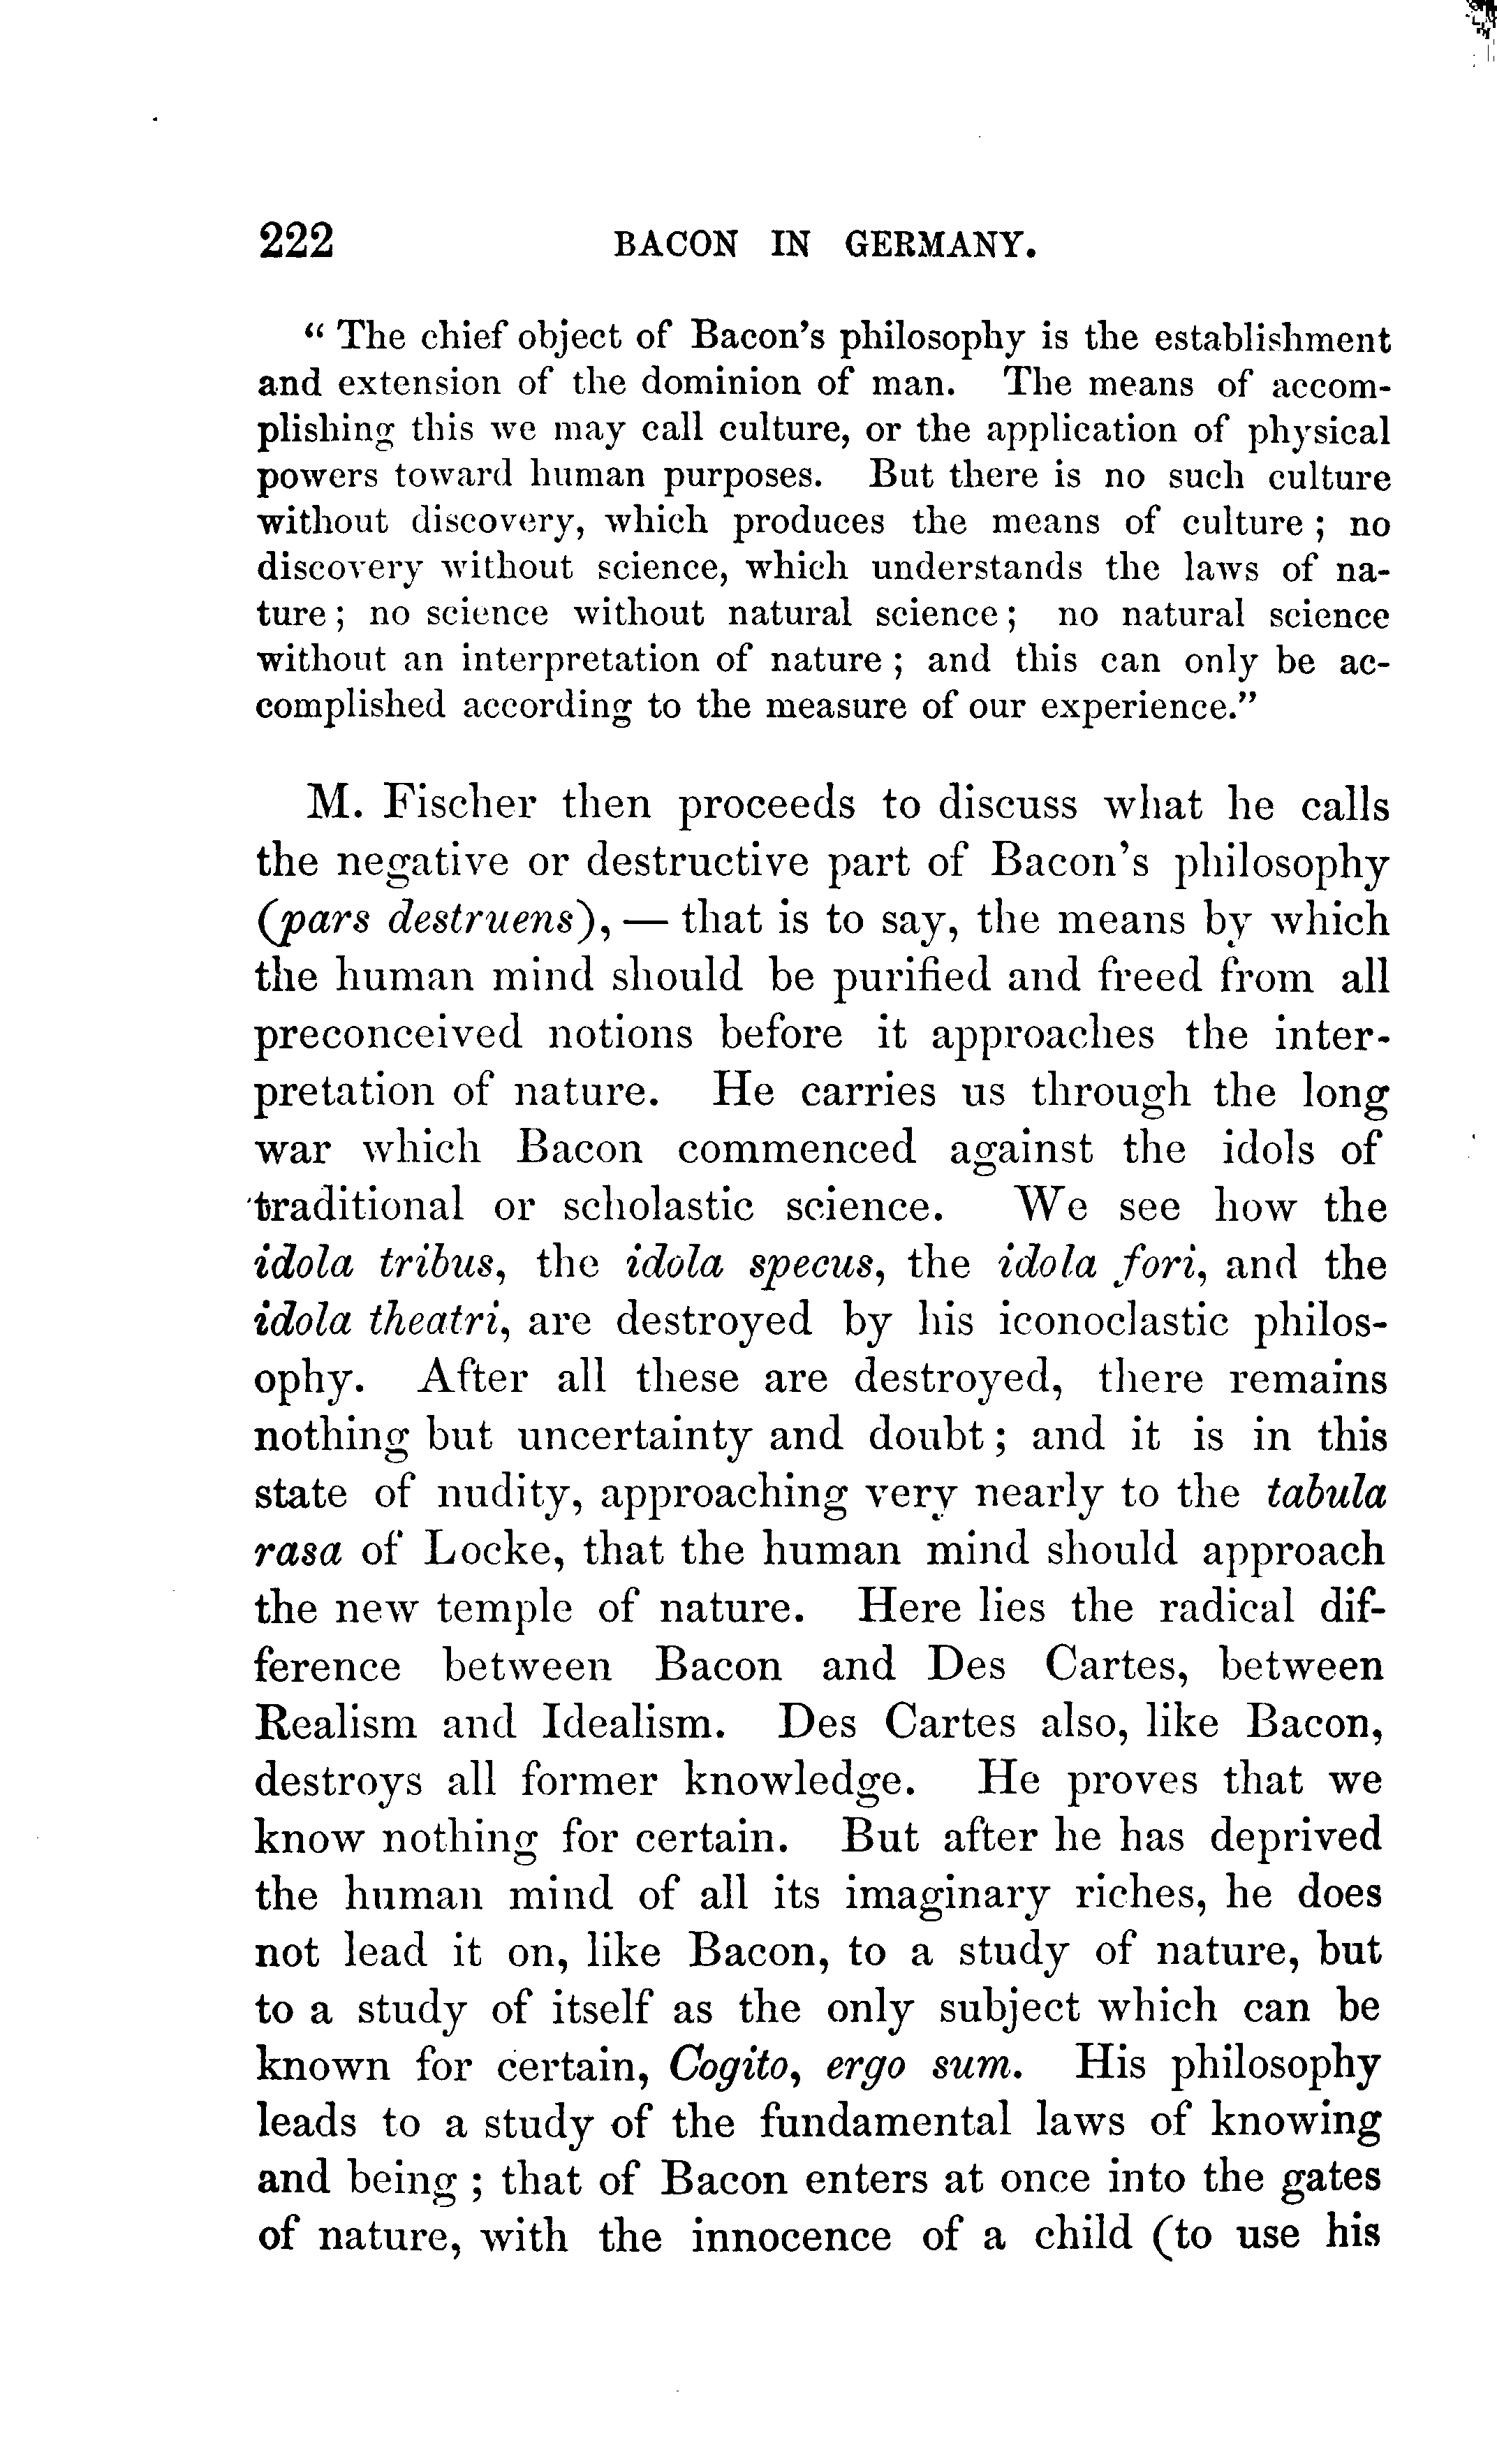 222 BACON IN GERMANY.
“ The chief object of Bacon’s philosophy is the establishment
and extension of the dominion of man. The means of accom-
plishing this we may call culture, or the application of physical
powers toward human purposes. But there is no such culture
without discovery, which produces the means of culture ; no
discovery without science, which understands the laws of na-
ture ; no science without natural science ; no natural science
without an interpretation of nature ; and this can only be ac-
complished according to the measure of our experience.”
M. Fischer then proceeds to discuss what he calls
the negative or destructive part of Bacon’s philosophy
(pars destruens), — that is to say, the means by which
the human mind should be purified and freed from all
preconceived notions before it approaches the inter-
pretation of nature. He carries us through the long
war which Bacon commenced against the idols of
traditional or scholastic science. We see how the
idola tribus, the idola specus, the idola fori, and the
idola theatri, are destroyed by his iconoclastic philos-
ophy. After all these are destroyed, there remains
nothing but uncertainty and doubt ; and it is in this
state of nudity, approaching very nearly to the tabula
rasa of Locke, that the human mind should approach
the new temple of nature. Here lies the radical dif-
ference between Bacon and Des Cartes, between
Realism and Idealism. Des Cartes also, like Bacon,
destroys all former knowledge. He proves that we
know nothing for certain. But after he has deprived
the human mind of all its imaginary riches, he does
not lead it on, like Bacon, to a study of nature, but
to a study of itself as the only subject which can be
known for certain, Cogito, ergo sum. His philosophy
leads to a study of the fundamental laws of knowing
and being ; that of Bacon enters at once into the gates
of nature, with the innocence of a child (to use his